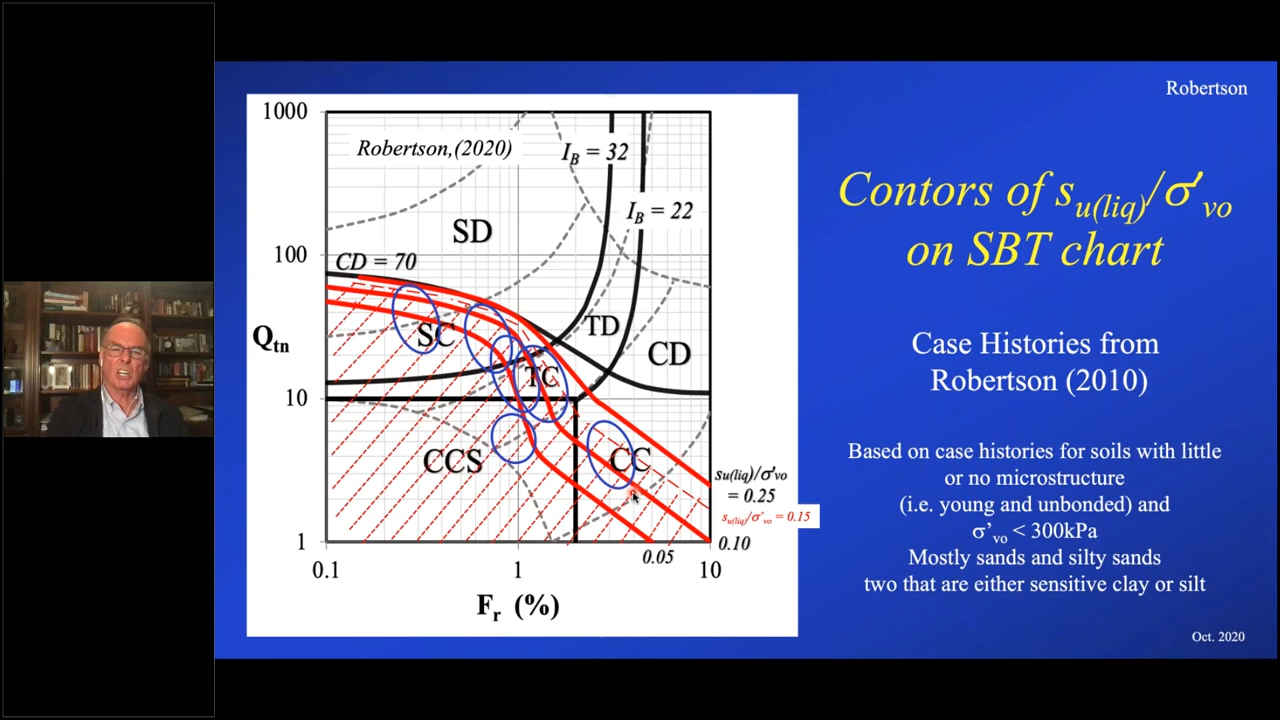 Robertson
1000
Robertson,(2020)
I_B = 32
I_B = 22
SD
100
CD = 70
SC
TD
CD
Q_tn
TC
10
CCS
CC
s_u(liq)/σ'_vo
= 0.25
s_u(liq)/σ'_vo = 0.15
1
0.10
0.05
0.1
1
10
F_r (%)
Contors of s_u(liq)/σ'_vo
on SBT chart
Case Histories from
Robertson (2010)
Based on case histories for soils with little
or no microstructure
(i.e. young and unbonded) and
σ'_vo < 300kPa
Mostly sands and silty sands
two that are either sensitive clay or silt
Oct. 2020